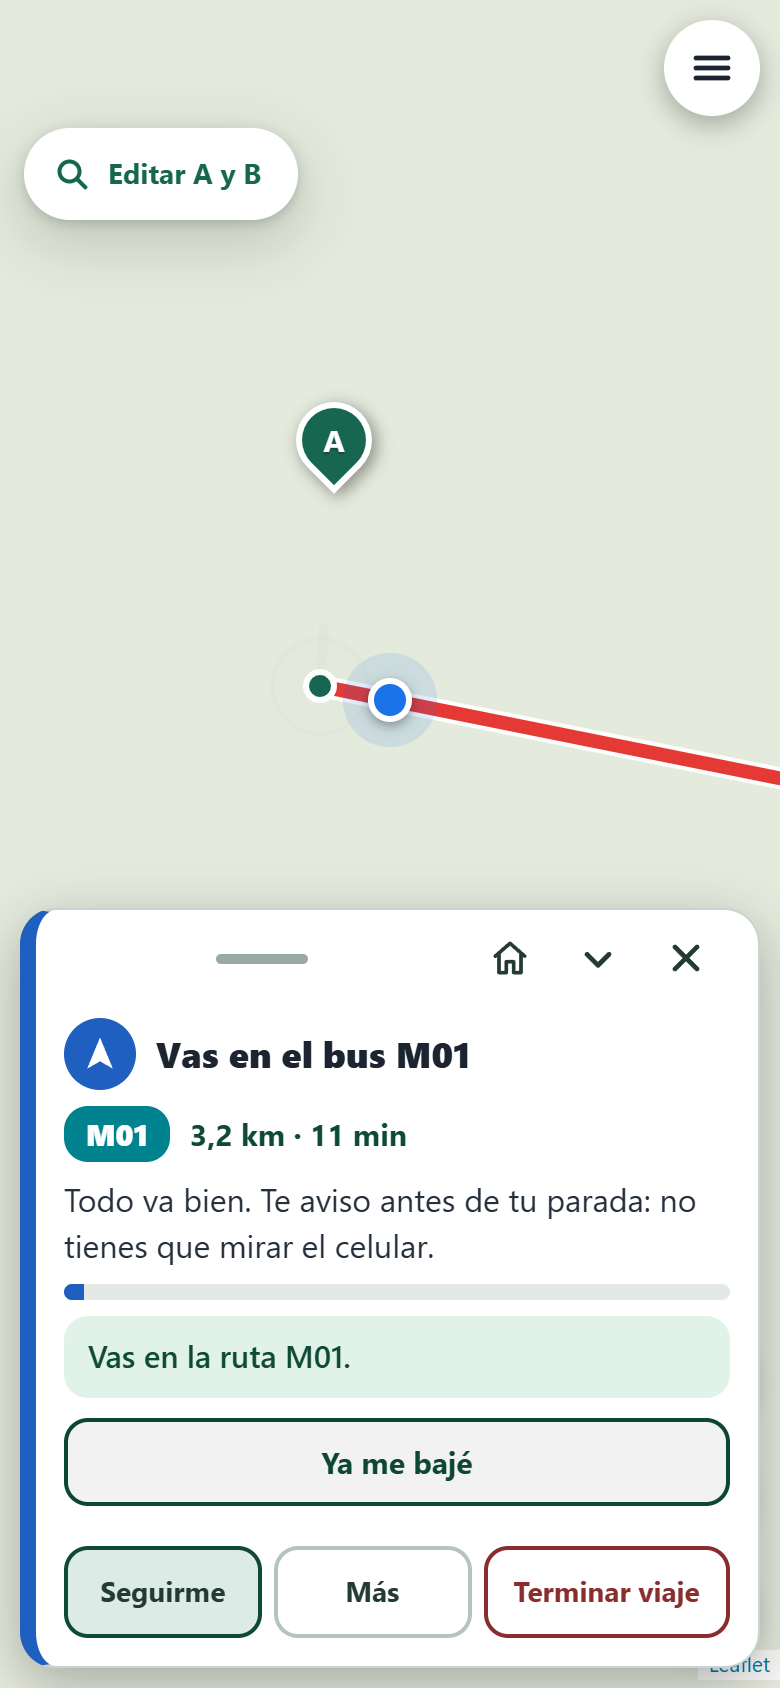 Editar A y B
A
Vas en el bus M01
M01 3,2 km · 11 min
Todo va bien. Te aviso antes de tu parada: no
tienes que mirar el celular.
Vas en la ruta M01.
Ya me bajé
Seguirme Más Terminar viaje
Leaflet